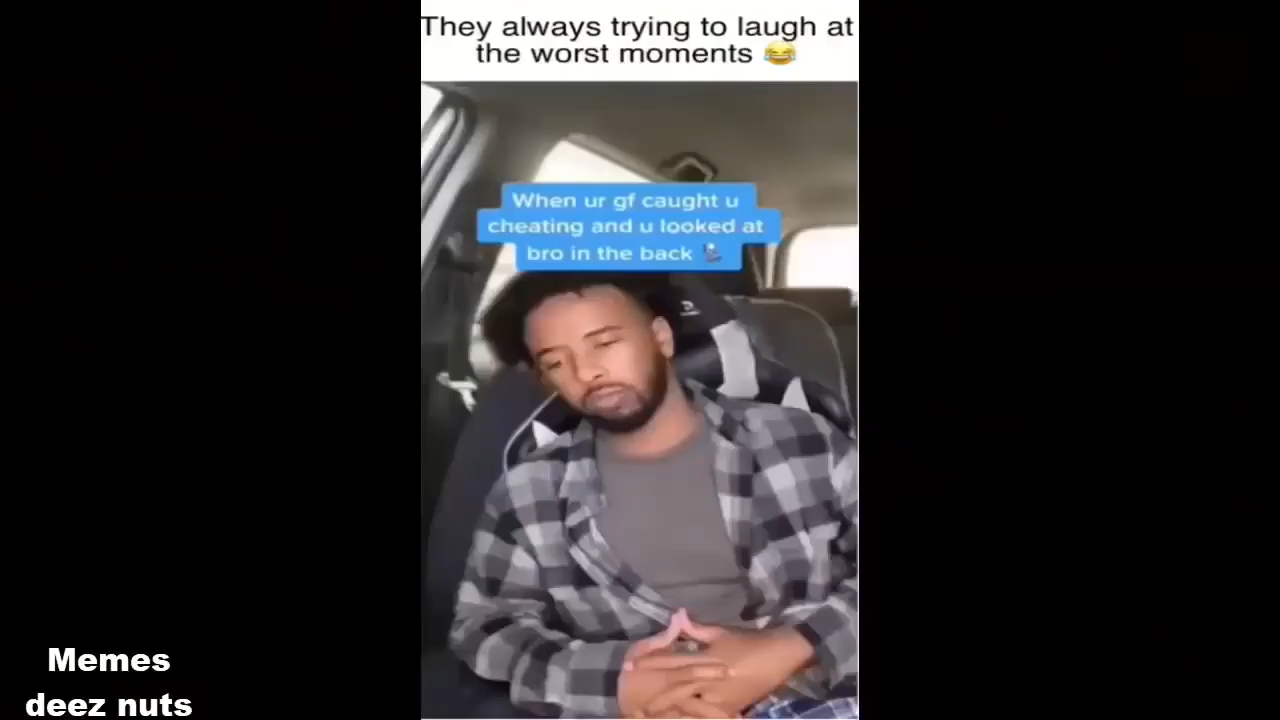 They always trying to laugh at
the worst moments 😂
When ur gf caught u
cheating and u looked at
bro in the back
Memes
deez nuts